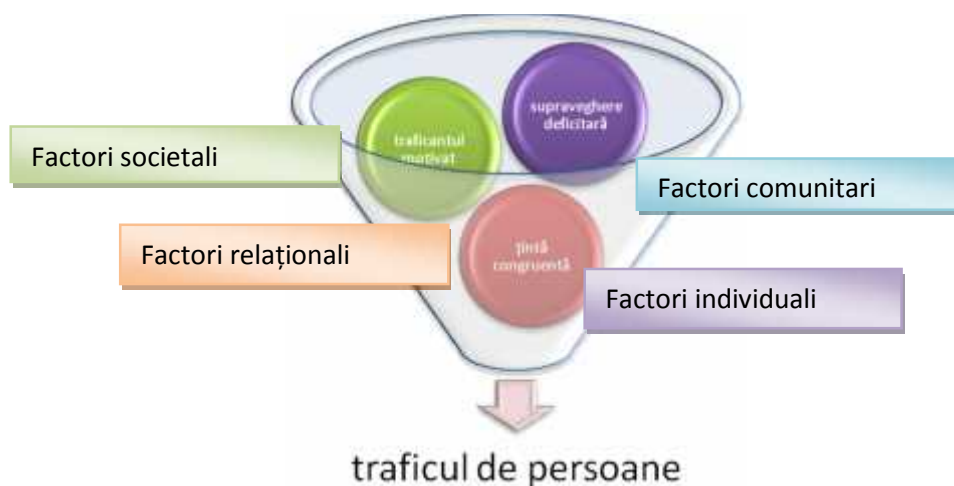 supraveghere
deficitară
traficantul
motivat
Factori societali
Factori comunitari
Factori relaționali
țintă
congruentă
Factori individuali
traficul de persoane